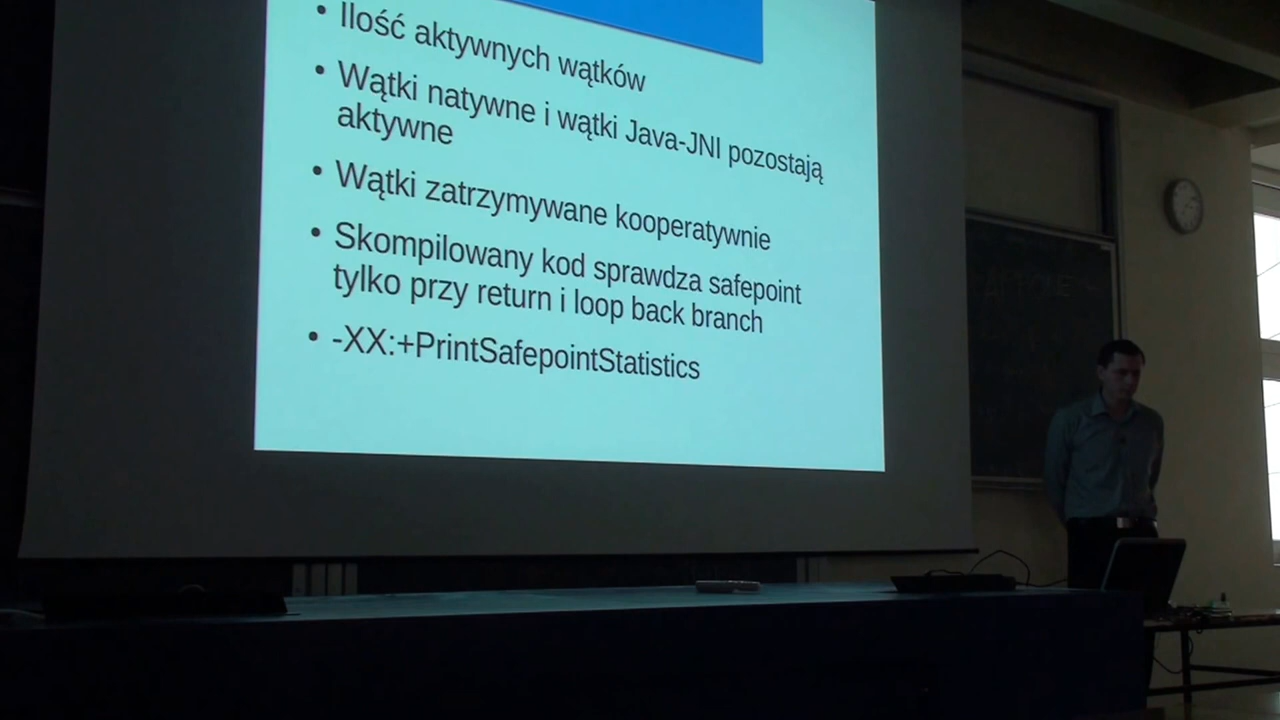 • Ilość aktywnych wątków
• Wątki natywne i wątki Java-JNI pozostają
aktywne
• Wątki zatrzymywane kooperatywnie
• Skompilowany kod sprawdza safepoint
tylko przy return i loop back branch
• -XX:+PrintSafepointStatistics